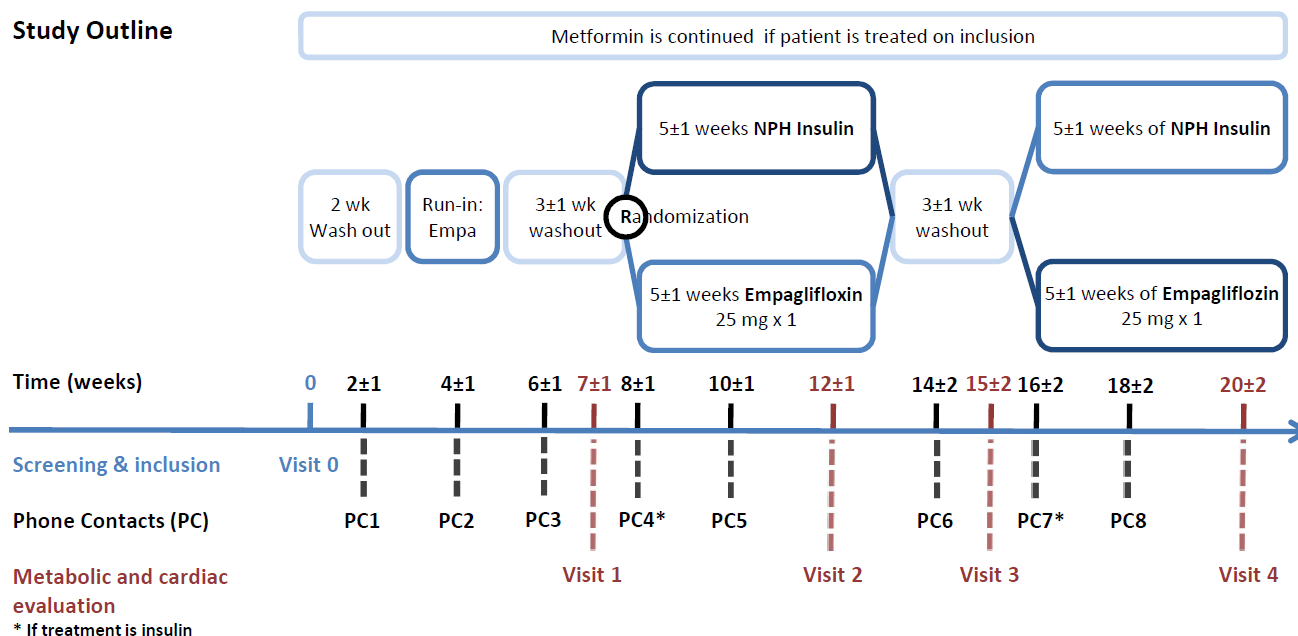 Study Outline
Metformin is continued if patient is treated on inclusion
5±1 weeks NPH Insulin
5±1 weeks of NPH Insulin
2 wk
Wash out
Run-in:
Empa
3±1 wk
washout
Randomization
3±1 wk
washout
5±1 weeks Empaglifloxin
25 mg x 1
5±1 weeks of Empagliflozin
25 mg x 1
Time (weeks) 0 2±1 4±1 6±1 7±1 8±1 10±1 12±1 14±2 15±2 16±2 18±2 20±2
Screening & inclusion Visit 0
Phone Contacts (PC) PC1 PC2 PC3 PC4* PC5 PC6 PC7* PC8
Visit 1 Visit 2 Visit 3 Visit 4
Metabolic and cardiac
evaluation
* If treatment is insulin